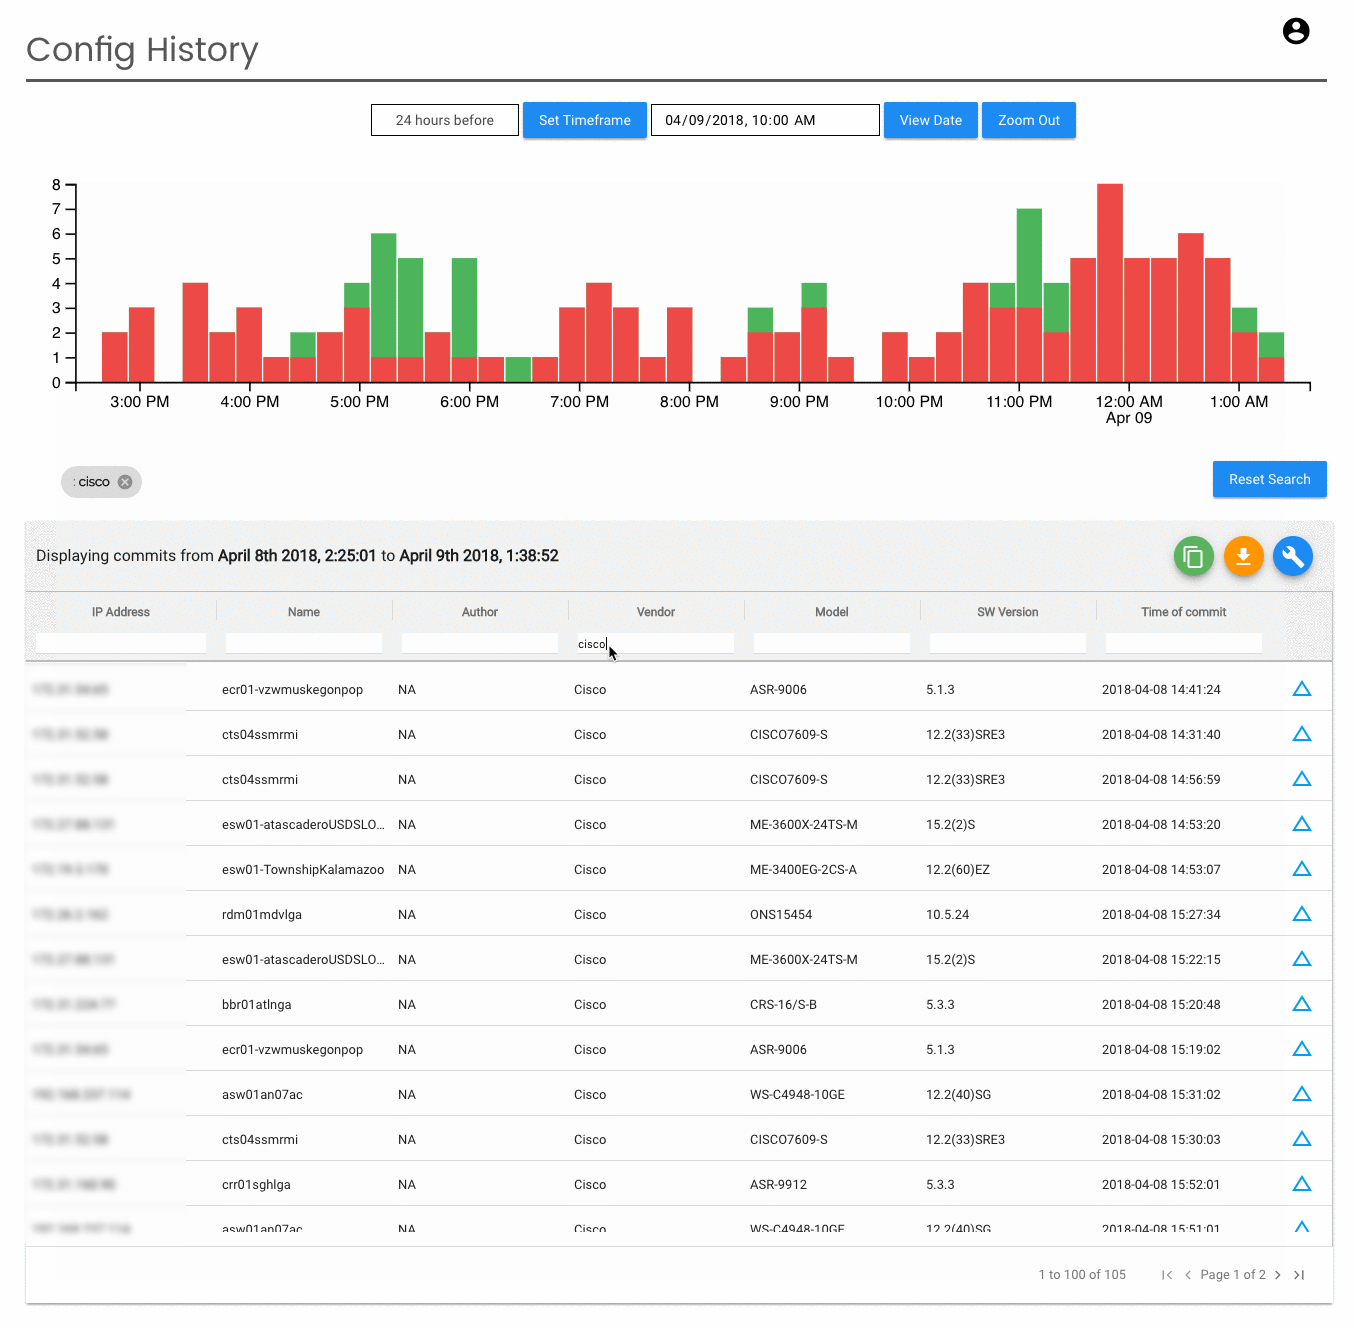 Config History
24 hours before Set Timeframe 04/09/2018, 10:00 AM View Date Zoom Out
8
7
6
5
4
3
2
1
0
3:00 PM 4:00 PM 5:00 PM 6:00 PM 7:00 PM 8:00 PM 9:00 PM 10:00 PM 11:00 PM 12:00 AM 1:00 AM
Apr 09
: cisco Reset Search
Displaying commits from April 8th 2018, 2:25:01 to April 9th 2018, 1:38:52
IP Address Name Author Vendor Model SW Version Time of commit
cisco
ecr01-vzwmuskegonpop NA Cisco ASR-9006 5.1.3 2018-04-08 14:41:24
cts04ssmrmi NA Cisco CISCO7609-S 12.2(33)SRE3 2018-04-08 14:31:40
cts04ssmrmi NA Cisco CISCO7609-S 12.2(33)SRE3 2018-04-08 14:56:59
esw01-atascaderoUSDSLO... NA Cisco ME-3600X-24TS-M 15.2(2)S 2018-04-08 14:53:20
esw01-TownshipKalamazoo NA Cisco ME-3400EG-2CS-A 12.2(60)EZ 2018-04-08 14:53:07
rdm01mdvlga NA Cisco ONS15454 10.5.24 2018-04-08 15:27:34
esw01-atascaderoUSDSLO... NA Cisco ME-3600X-24TS-M 15.2(2)S 2018-04-08 15:22:15
bbr01atlnga NA Cisco CRS-16/S-B 5.3.3 2018-04-08 15:20:48
ecr01-vzwmuskegonpop NA Cisco ASR-9006 5.1.3 2018-04-08 15:19:02
asw01an07ac NA Cisco WS-C4948-10GE 12.2(40)SG 2018-04-08 15:31:02
cts04ssmrmi NA Cisco CISCO7609-S 12.2(33)SRE3 2018-04-08 15:30:03
crr01sghlga NA Cisco ASR-9912 5.3.3 2018-04-08 15:52:01
asw01an07ac NA Cisco WS-C4948-10GE 12.2(40)SG 2018-04-08 15:51:01
1 to 100 of 105 Page 1 of 2